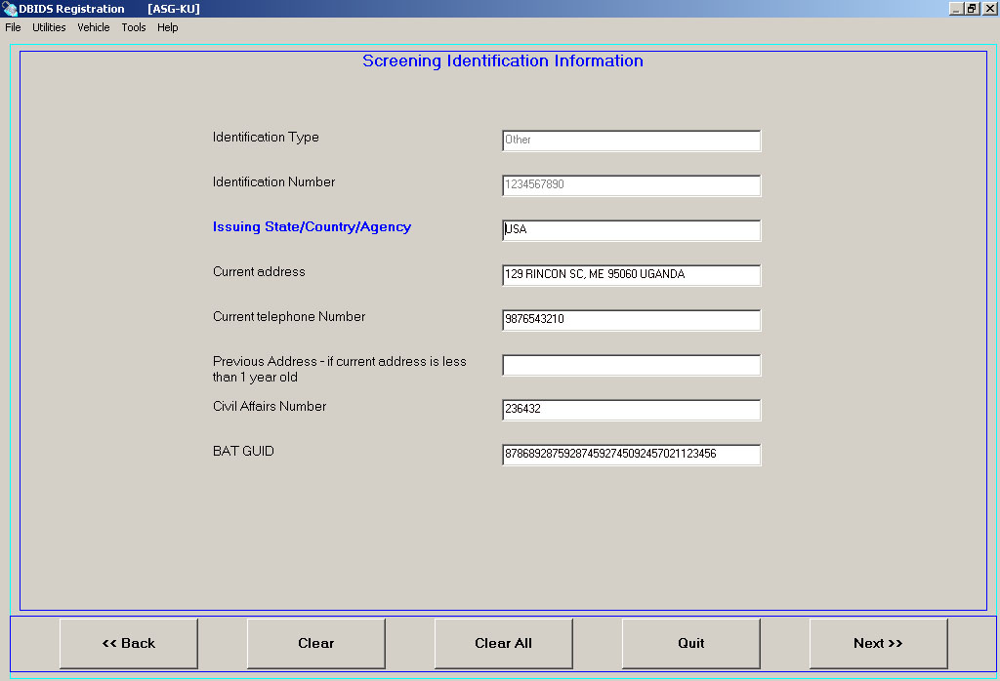 DBIDS Registration [ASG-KU]
File Utilities Vehicle Tools Help
Screening Identification Information
Identification Type Other
Identification Number 1234567890
Issuing State/Country/Agency USA
Current address 129 RINCON SC, ME 95060 UGANDA
Current telephone Number 9876543210
Previous Address - if current address is less
than 1 year old
Civil Affairs Number 236432
BAT GUID 878689287592874592745092457021123456
<< Back Clear Clear All Quit Next >>